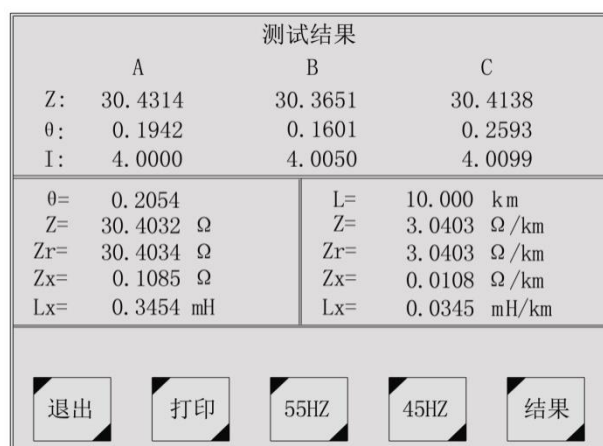 测试结果
A B C
Z: 30.4314 30.3651 30.4138
θ: 0.1942 0.1601 0.2593
I: 4.0000 4.0050 4.0099
θ= 0.2054 L= 10.000 km
Z= 30.4032 Ω Z= 3.0403 Ω/km
Zr= 30.4034 Ω Zr= 3.0403 Ω/km
Zx= 0.1085 Ω Zx= 0.0108 Ω/km
Lx= 0.3454 mH Lx= 0.0345 mH/km
退出 打印 55HZ 45HZ 结果